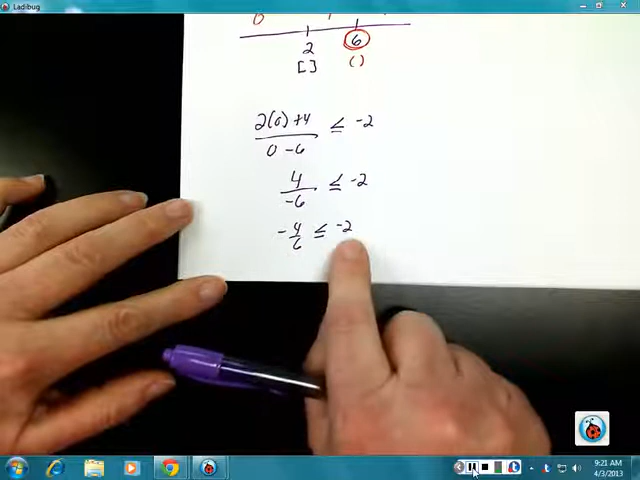 Ladibug
0
2 6
[ ] ( )
2(0)+4 ≤ -2
0-6
4 ≤ -2
-6
-4 ≤ -2
6
9:21 AM
4/3/2013